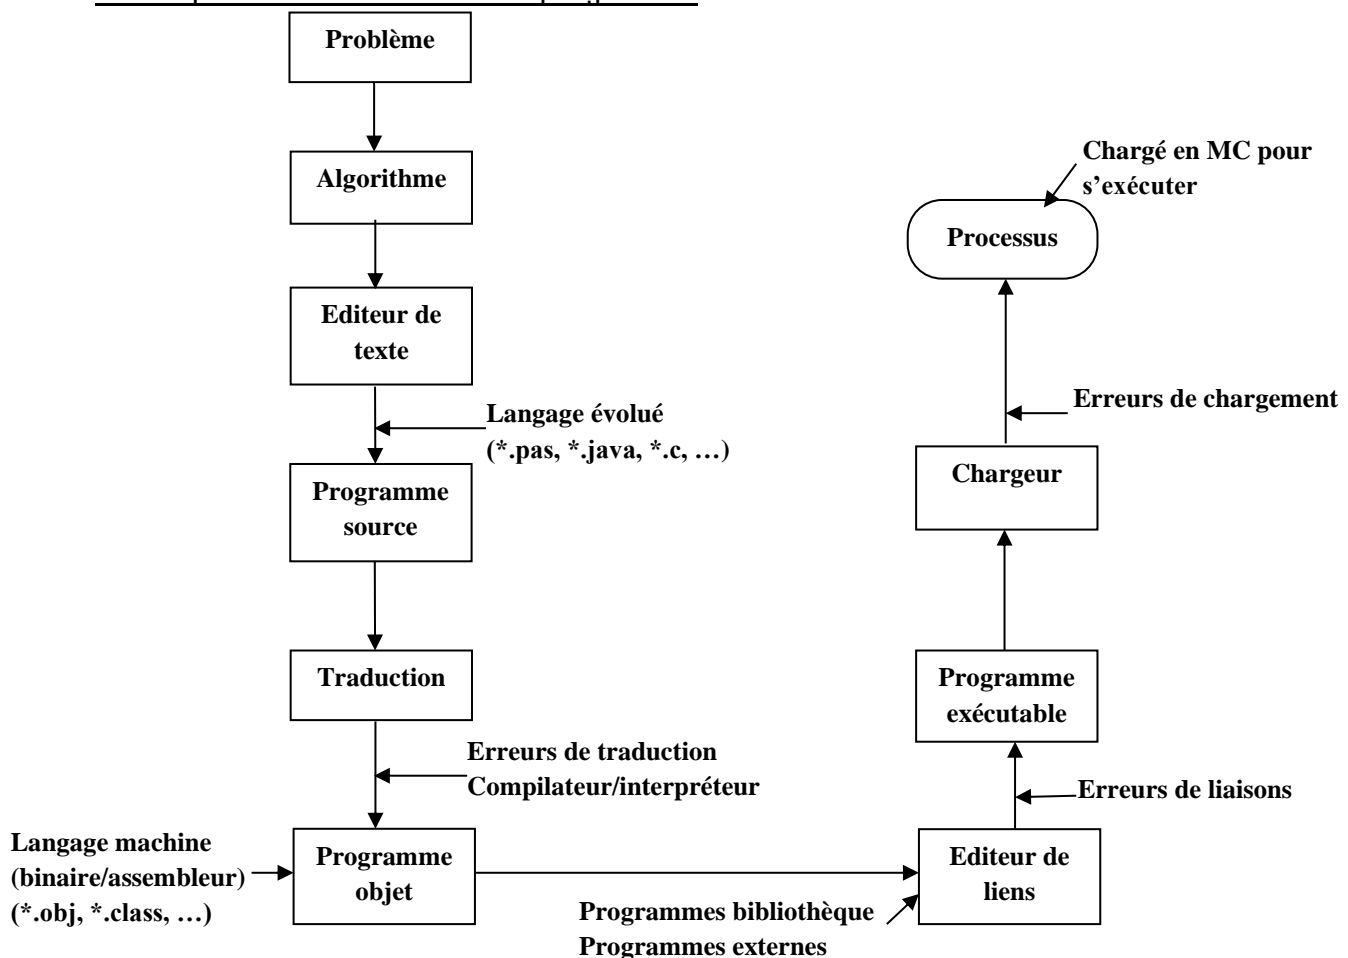 Problème
Algorithme
Editeur de
texte
Langage évolué
(*.pas, *.java, *.c, …)
Programme
source
Traduction
Erreurs de traduction
Compilateur/interpréteur
Langage machine
(binaire/assembleur)
(*.obj, *.class, …)
Programme
objet
Programmes bibliothèque
Programmes externes
Editeur de
liens
Erreurs de liaisons
Programme
exécutable
Chargeur
Erreurs de chargement
Processus
Chargé en MC pour
s’exécuter